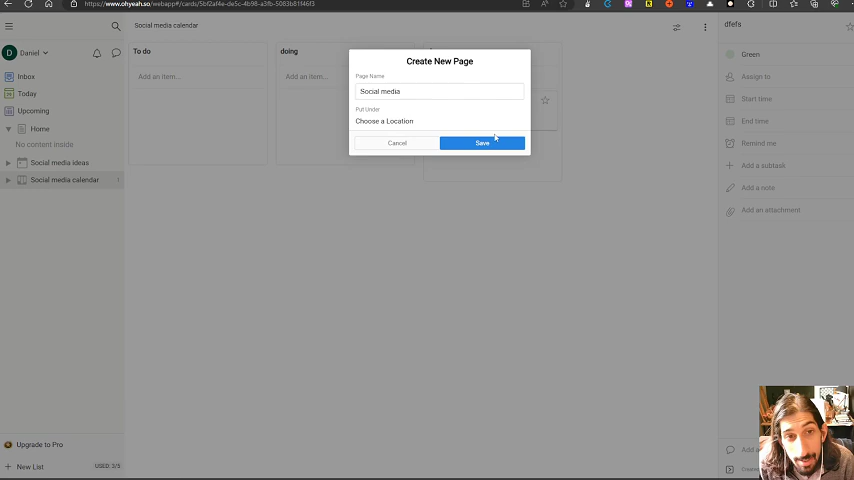 https://www.ohyeah.so/webapp#/cards/5bf2af4e-de5c-4b98-a3fb-5083b81f46f3
Social media calendar
dfefs
D
Daniel
Inbox
Today
Upcoming
Home
No content inside
Social media ideas
Social media calendar
To do
Add an item...
doing
Add an item...
Create New Page
Page Name
Social media
Put Under
Choose a Location
Cancel
Save
Green
Assign to
Start time
End time
Remind me
Add a subtask
Add a note
Add an attachment
Upgrade to Pro
New List
USED: 3/5